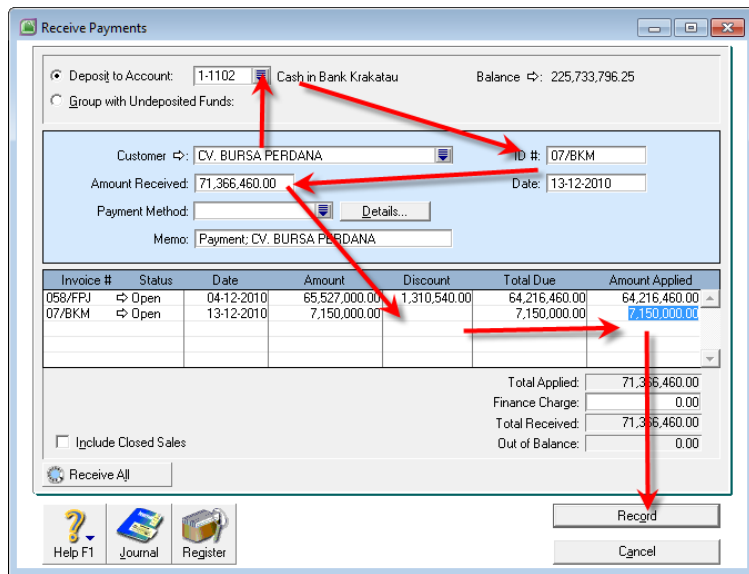 Receive Payments
Deposit to Account: 1-1102 Cash in Bank Krakatau Balance ⇨: 225,733,796.25
Group with Undeposited Funds:
Customer ⇨: CV. BURSA PERDANA ID #: 07/BKM
Amount Received: 71,366,460.00 Date: 13-12-2010
Payment Method: Details...
Memo: Payment; CV. BURSA PERDANA
Invoice # Status Date Amount Discount Total Due Amount Applied
058/FPJ ⇨ Open 04-12-2010 65,527,000.00 1,310,540.00 64,216,460.00 64,216,460.00
07/BKM ⇨ Open 13-12-2010 7,150,000.00 7,150,000.00 7,150,000.00
Total Applied: 71,366,460.00
Finance Charge: 0.00
Total Received: 71,366,460.00
Include Closed Sales Out of Balance: 0.00
Receive All
Record
Help F1 Journal Register Cancel